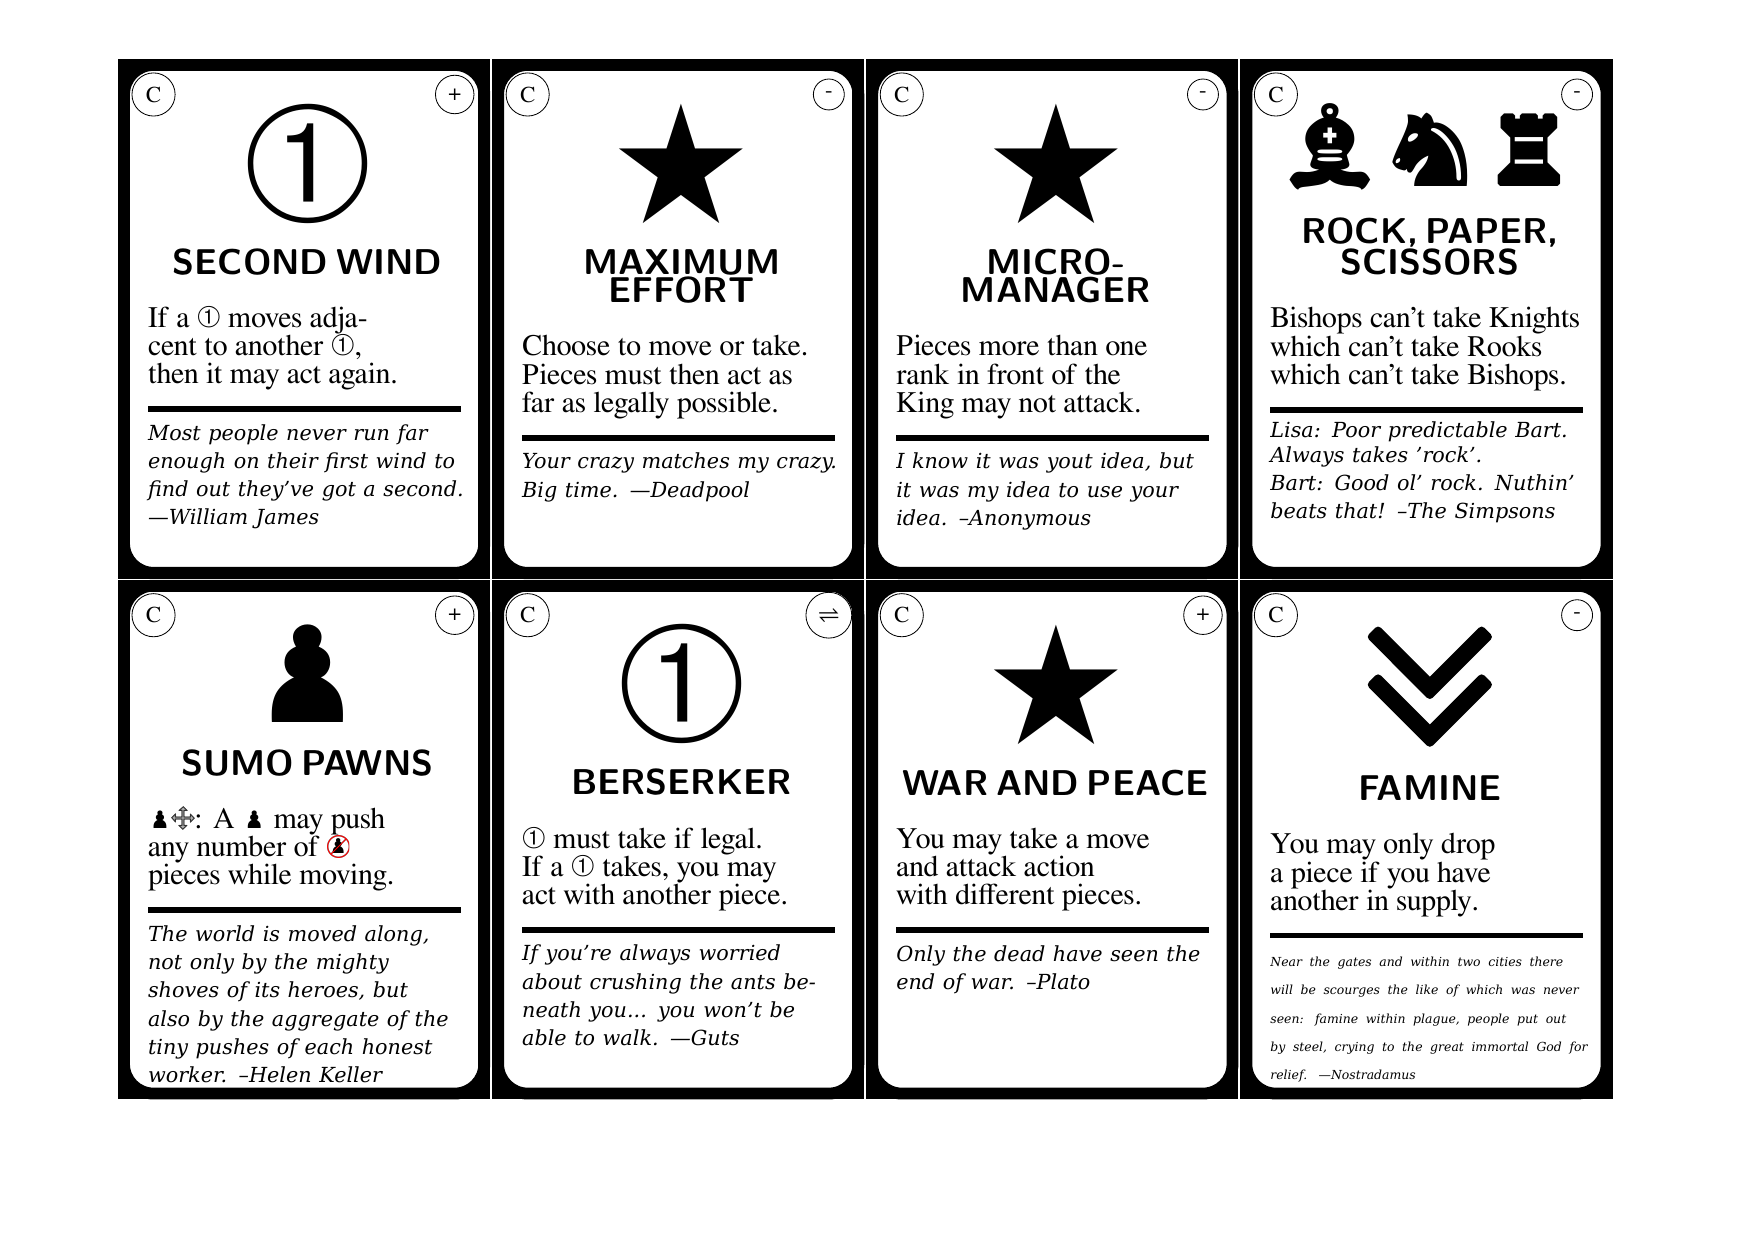 C +
①
SECOND WIND
If a ① moves adja-
cent to another ①,
then it may act again.
Most people never run far
enough on their first wind to
find out they’ve got a second.
—William James
C -
MAXIMUM
EFFORT
Choose to move or take.
Pieces must then act as
far as legally possible.
Your crazy matches my crazy.
Big time. —Deadpool
C -
MICRO-
MANAGER
Pieces more than one
rank in front of the
King may not attack.
I know it was yout idea, but
it was my idea to use your
idea. –Anonymous
C -
ROCK, PAPER,
SCISSORS
Bishops can’t take Knights
which can’t take Rooks
which can’t take Bishops.
Lisa: Poor predictable Bart.
Always takes ’rock’.
Bart: Good ol’ rock. Nuthin’
beats that! –The Simpsons
C +
SUMO PAWNS
: A ♟ may push
any number of
pieces while moving.
The world is moved along,
not only by the mighty
shoves of its heroes, but
also by the aggregate of the
tiny pushes of each honest
worker. –Helen Keller
C ⇌
①
BERSERKER
① must take if legal.
If a ① takes, you may
act with another piece.
If you’re always worried
about crushing the ants be-
neath you... you won’t be
able to walk. —Guts
C +
WAR AND PEACE
You may take a move
and attack action
with different pieces.
Only the dead have seen the
end of war. –Plato
C -
FAMINE
You may only drop
a piece if you have
another in supply.
Near the gates and within two cities there
will be scourges the like of which was never
seen: famine within plague, people put out
by steel, crying to the great immortal God for
relief. —Nostradamus